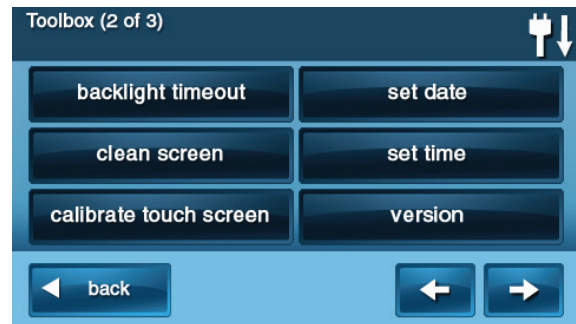 Toolbox (2 of 3)
backlight timeout
set date
clean screen
set time
calibrate touch screen
version
back